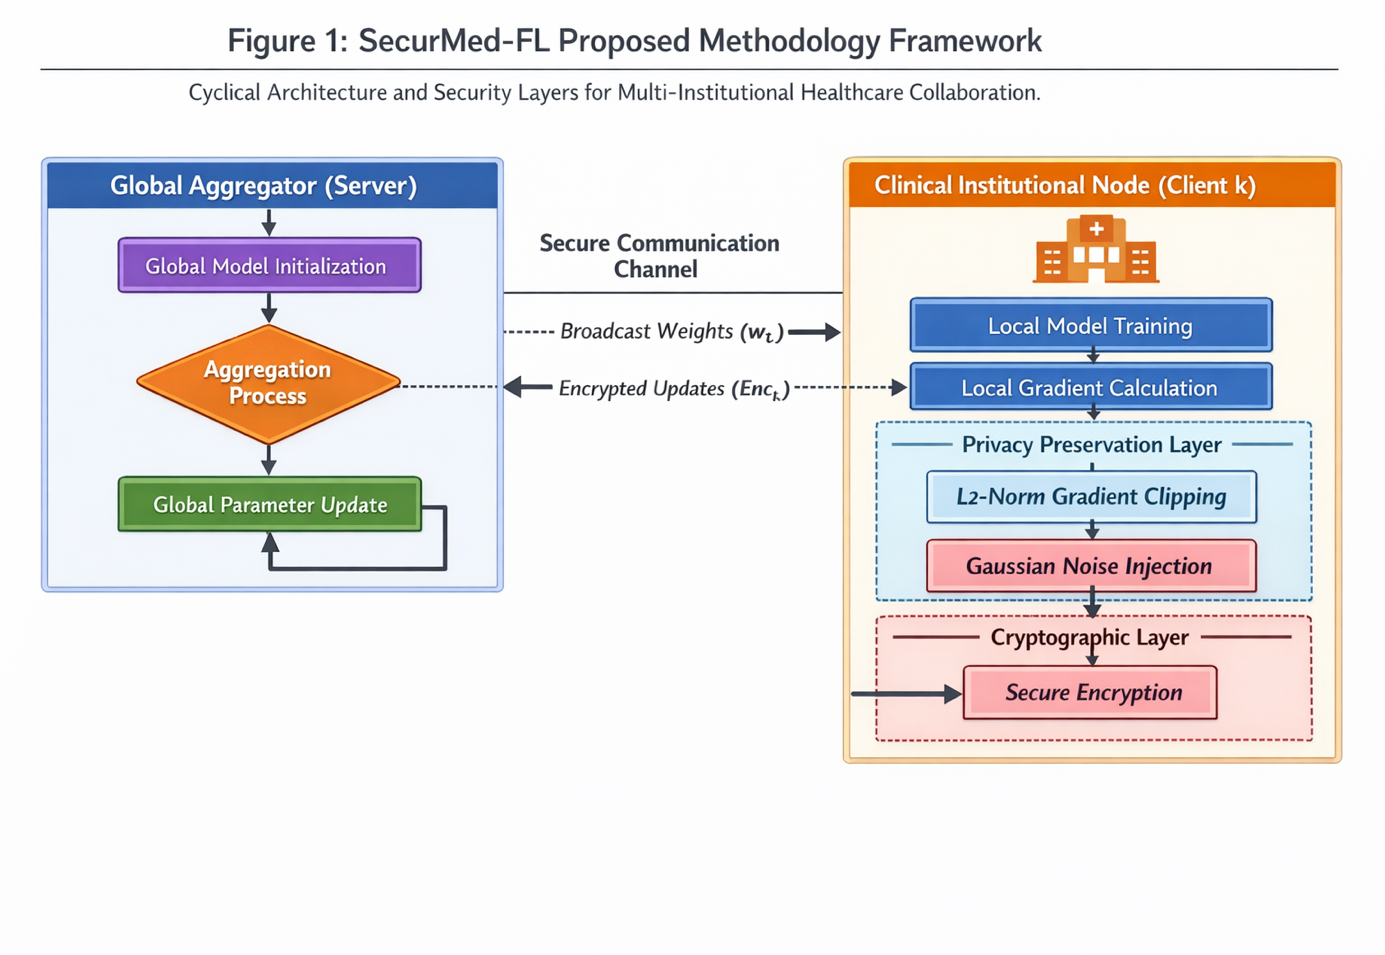 Figure 1: SecurMed-FL Proposed Methodology Framework
Cyclical Architecture and Security Layers for Multi-Institutional Healthcare Collaboration.
Global Aggregator (Server)
Global Model Initialization
Aggregation
Process
Global Parameter Update
Secure Communication
Channel
Broadcast Weights (wₜ)
Encrypted Updates (Encₖ)
Clinical Institutional Node (Client k)
Local Model Training
Local Gradient Calculation
Privacy Preservation Layer
L2-Norm Gradient Clipping
Gaussian Noise Injection
Cryptographic Layer
Secure Encryption